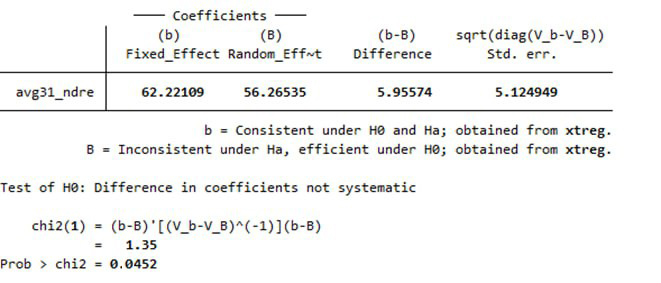 Coefficients
(b) (B) (b-B) sqrt(diag(V_b-V_B))
Fixed_Effect Random_Eff~t Difference Std. err.
avg31_ndre 62.22109 56.26535 5.95574 5.124949
b = Consistent under H0 and Ha; obtained from xtreg.
B = Inconsistent under Ha, efficient under H0; obtained from xtreg.
Test of H0: Difference in coefficients not systematic
chi2(1) = (b-B)'[(V_b-V_B)^(-1)](b-B)
= 1.35
Prob > chi2 = 0.0452